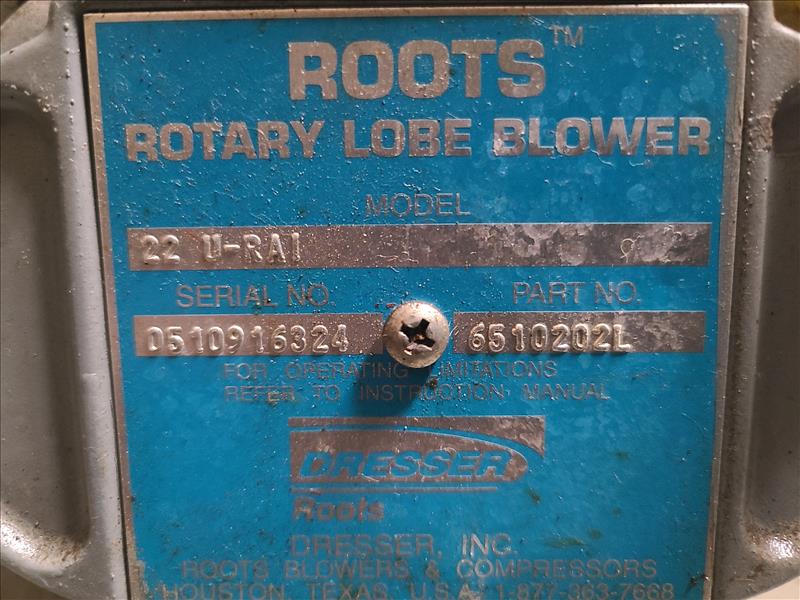 ROOTS™
ROTARY LOBE BLOWER
MODEL
22 U-RAI
SERIAL NO. PART NO.
0510916324 6510202L
FOR OPERATING LIMITATIONS
REFER TO INSTRUCTION MANUAL
DRESSER
Roots
DRESSER, INC.
ROOTS BLOWERS & COMPRESSORS
HOUSTON, TEXAS, U.S.A. 1-877-363-7668